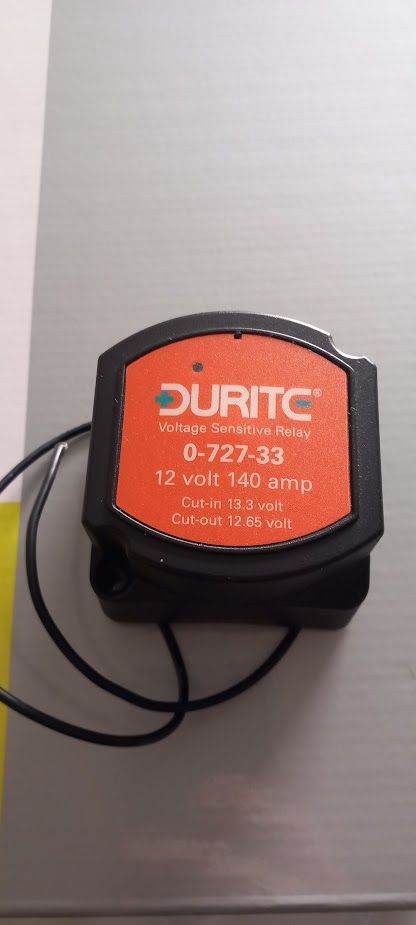 DURITE®
Voltage Sensitive Relay
0-727-33
12 volt 140 amp
Cut-in 13.3 volt
Cut-out 12.65 volt